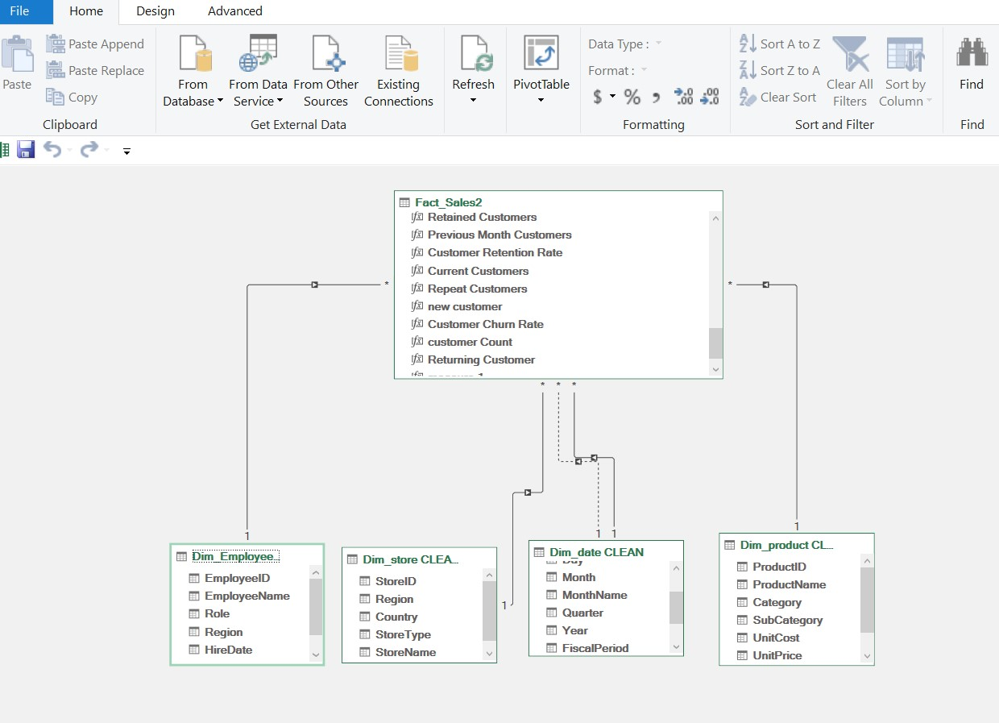 File Home Design Advanced
Paste
Paste Append
Paste Replace
Copy
Clipboard
From Database
From Data Service
From Other Sources
Existing Connections
Get External Data
Refresh
PivotTable
Data Type :
Format :
$ % ,
.0 .00
.00 .0
Formatting
Sort A to Z
Sort Z to A
Clear Sort
Clear All Filters
Sort by Column
Sort and Filter
Find
Find
Fact_Sales2
Retained Customers
Previous Month Customers
Customer Retention Rate
Current Customers
Repeat Customers
new customer
Customer Churn Rate
customer Count
Returning Customer
* *
* * *
1
1
1 1
1
Dim_Employee...
EmployeeID
EmployeeName
Role
Region
HireDate
Dim_store CLEA...
StoreID
Region
Country
StoreType
StoreName
Dim_date CLEAN
Day
Month
MonthName
Quarter
Year
FiscalPeriod
Dim_product CL...
ProductID
ProductName
Category
SubCategory
UnitCost
UnitPrice